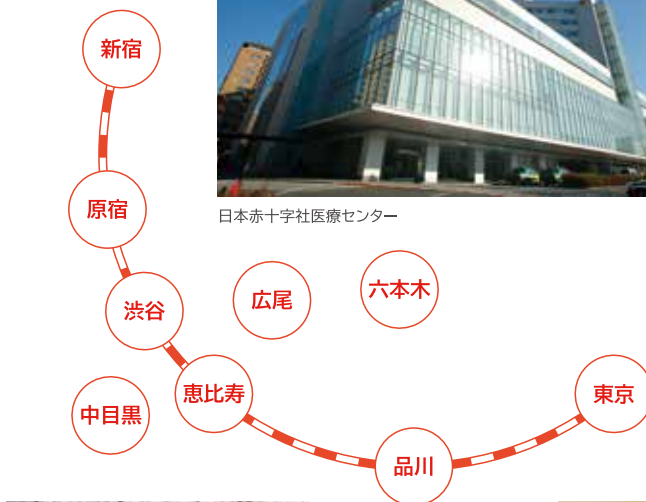 新宿
日本赤十字社医療センター
原宿
広尾
六本木
渋谷
恵比寿
東京
中目黒
品川